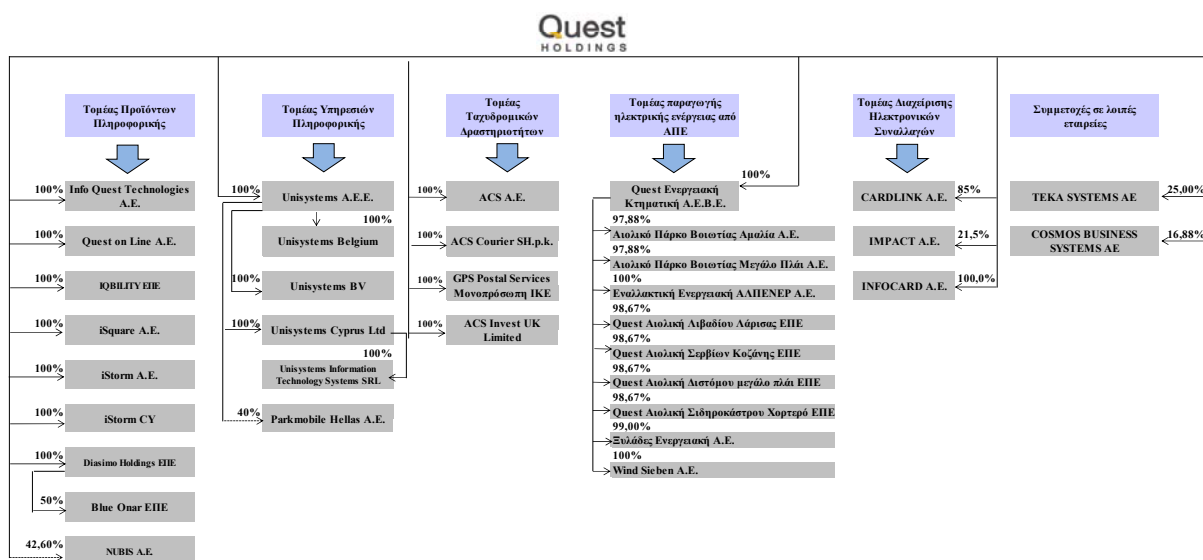 Quest
HOLDINGS
Τομέας Προϊόντων
Πληροφορικής
100%
Info Quest Technologies
Α.Ε.
100%
Quest on Line Α.Ε.
100%
IQBILITY ΕΠΕ
100%
iSquare Α.Ε.
100%
iStorm Α.Ε.
100%
iStorm CY
100%
Diasimo Holdings ΕΠΕ
50%
Blue Onar ΕΠΕ
42,60%
NUBIS Α.Ε.
Τομέας Υπηρεσιών
Πληροφορικής
100%
Unisystems Α.Ε.Ε.
100%
Unisystems Belgium
100%
Unisystems BV
100%
Unisystems Cyprus Ltd
100%
Unisystems Information
Technology Systems SRL
40%
Parkmobile Hellas Α.Ε.
Τομέας
Ταχυδρομικών
Δραστηριοτήτων
100%
ACS Α.Ε.
100%
ACS Courier SH.p.k.
100%
GPS Postal Services
Μονοπρόσωπη ΙΚΕ
100%
ACS Invest UK
Limited
Τομέας παραγωγής
ηλεκτρικής ενέργειας από
ΑΠΕ
100%
Quest Ενεργειακή
Κτηματική Α.Ε.Β.Ε.
97,88%
Αιολικό Πάρκο Βοιωτίας Αμαλία Α.Ε.
97,88%
Αιολικό Πάρκο Βοιωτίας Μεγάλο Πλάι Α.Ε.
100%
Εναλλακτική Ενεργειακή ΑΛΠΕΝΕΡ Α.Ε.
98,67%
Quest Αιολική Λιβαδίου Λάρισας ΕΠΕ
98,67%
Quest Αιολική Σερβίων Κοζάνης ΕΠΕ
98,67%
Quest Αιολική Διστόμου μεγάλο πλάι ΕΠΕ
98,67%
Quest Αιολική Σιδηροκάστρου Χορτερό ΕΠΕ
99,00%
Ξυλάδες Ενεργειακή Α.Ε.
100%
Wind Sieben Α.Ε.
Τομέας Διαχείρισης
Ηλεκτρονικών
Συναλλαγών
CARDLINK Α.Ε.
85%
IMPACT Α.Ε.
21,5%
INFOCARD Α.Ε.
100,0%
Συμμετοχές σε λοιπές
εταιρείες
TEKA SYSTEMS ΑΕ
25,00%
COSMOS BUSINESS
SYSTEMS ΑΕ
16,88%